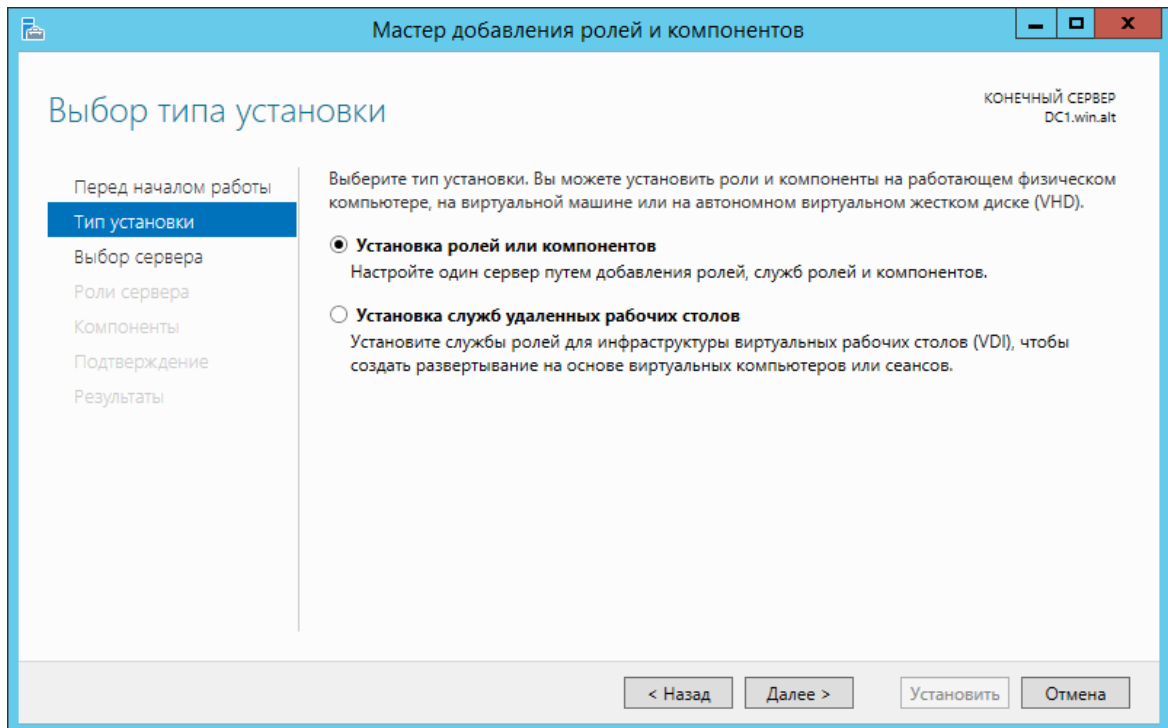 Мастер добавления ролей и компонентов
Выбор типа установки
КОНЕЧНЫЙ СЕРВЕР
DC1.win.alt
Перед началом работы
Тип установки
Выбор сервера
Роли сервера
Компоненты
Подтверждение
Результаты
Выберите тип установки. Вы можете установить роли и компоненты на работающем физическом
компьютере, на виртуальной машине или на автономном виртуальном жестком диске (VHD).
Установка ролей или компонентов
Настройте один сервер путем добавления ролей, служб ролей и компонентов.
Установка служб удаленных рабочих столов
Установите службы ролей для инфраструктуры виртуальных рабочих столов (VDI), чтобы
создать развертывание на основе виртуальных компьютеров или сеансов.
< Назад
Далее >
Установить
Отмена